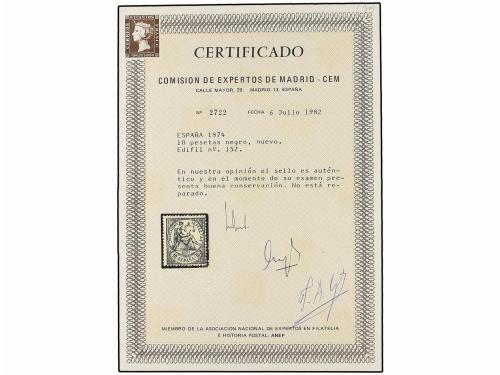 CERTIFICADO
COMISION DE EXPERTOS DE MADRID - CEM
CALLE MAYOR, 29. MADRID-13. ESPAÑA
Nº 2722 FECHA 6 Julio 1982
ESPAÑA 1874
10 pesetas negro, nuevo.
Edifil nº. 152.
En nuestra opinión el sello es autén-
tico y en el momento de su examen pre-
senta buena conservación. No está re-
parado.
MIEMBRO DE LA ASOCIACION NACIONAL DE EXPERTOS EN FILATELIA
E HISTORIA POSTAL. ANEF